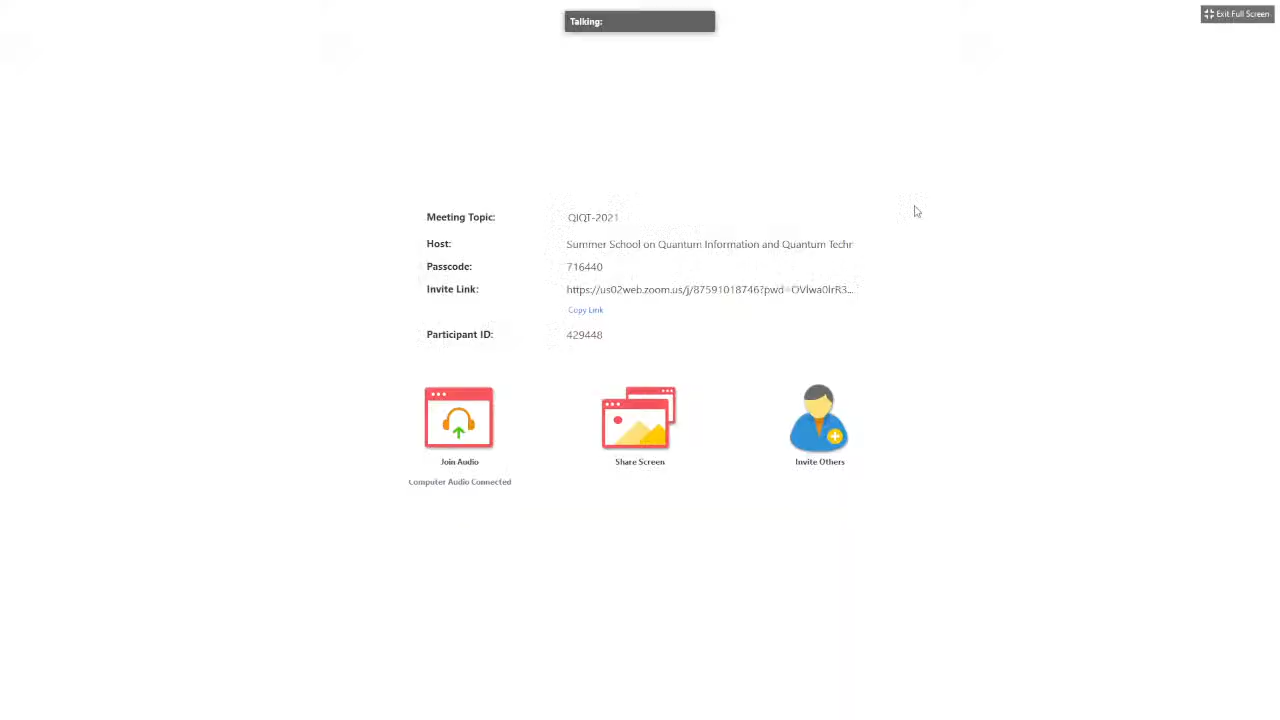 Talking:
Exit Full Screen
Meeting Topic: QIQT-2021
Host: Summer School on Quantum Information and Quantum Techr
Passcode: 716440
Invite Link: https://us02web.zoom.us/j/87591018746?pwd=OVlwa0lrR3...
Copy Link
Participant ID: 429448
Join Audio
Share Screen
Invite Others
Computer Audio Connected